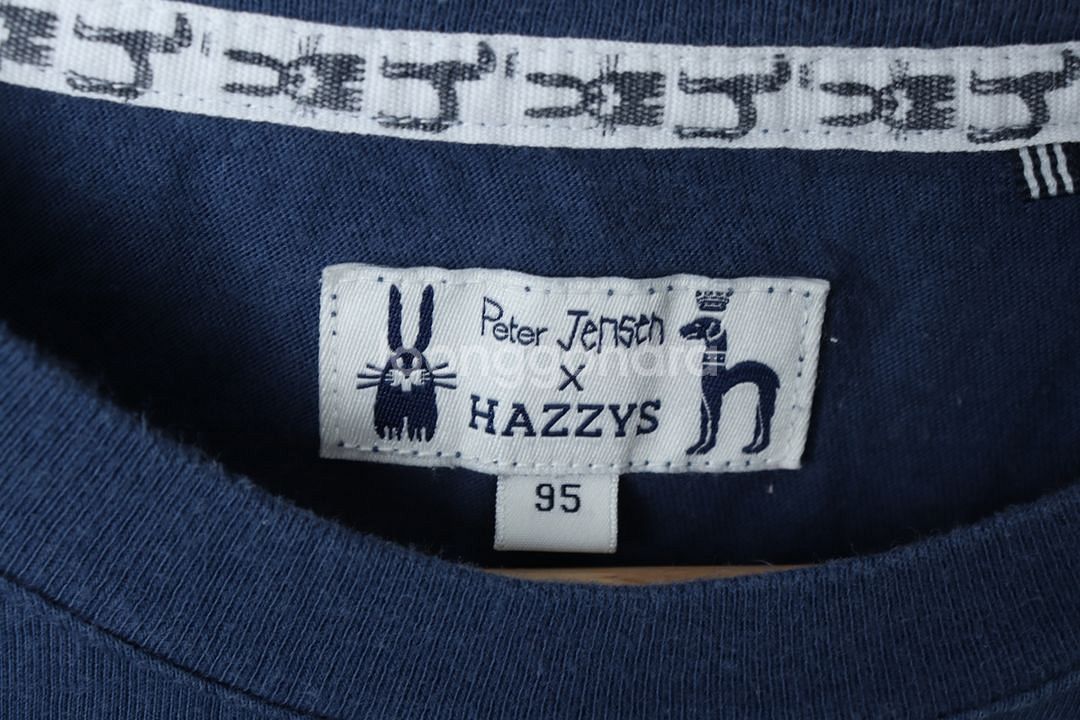 Peter Jensen
X
HAZZYS
95